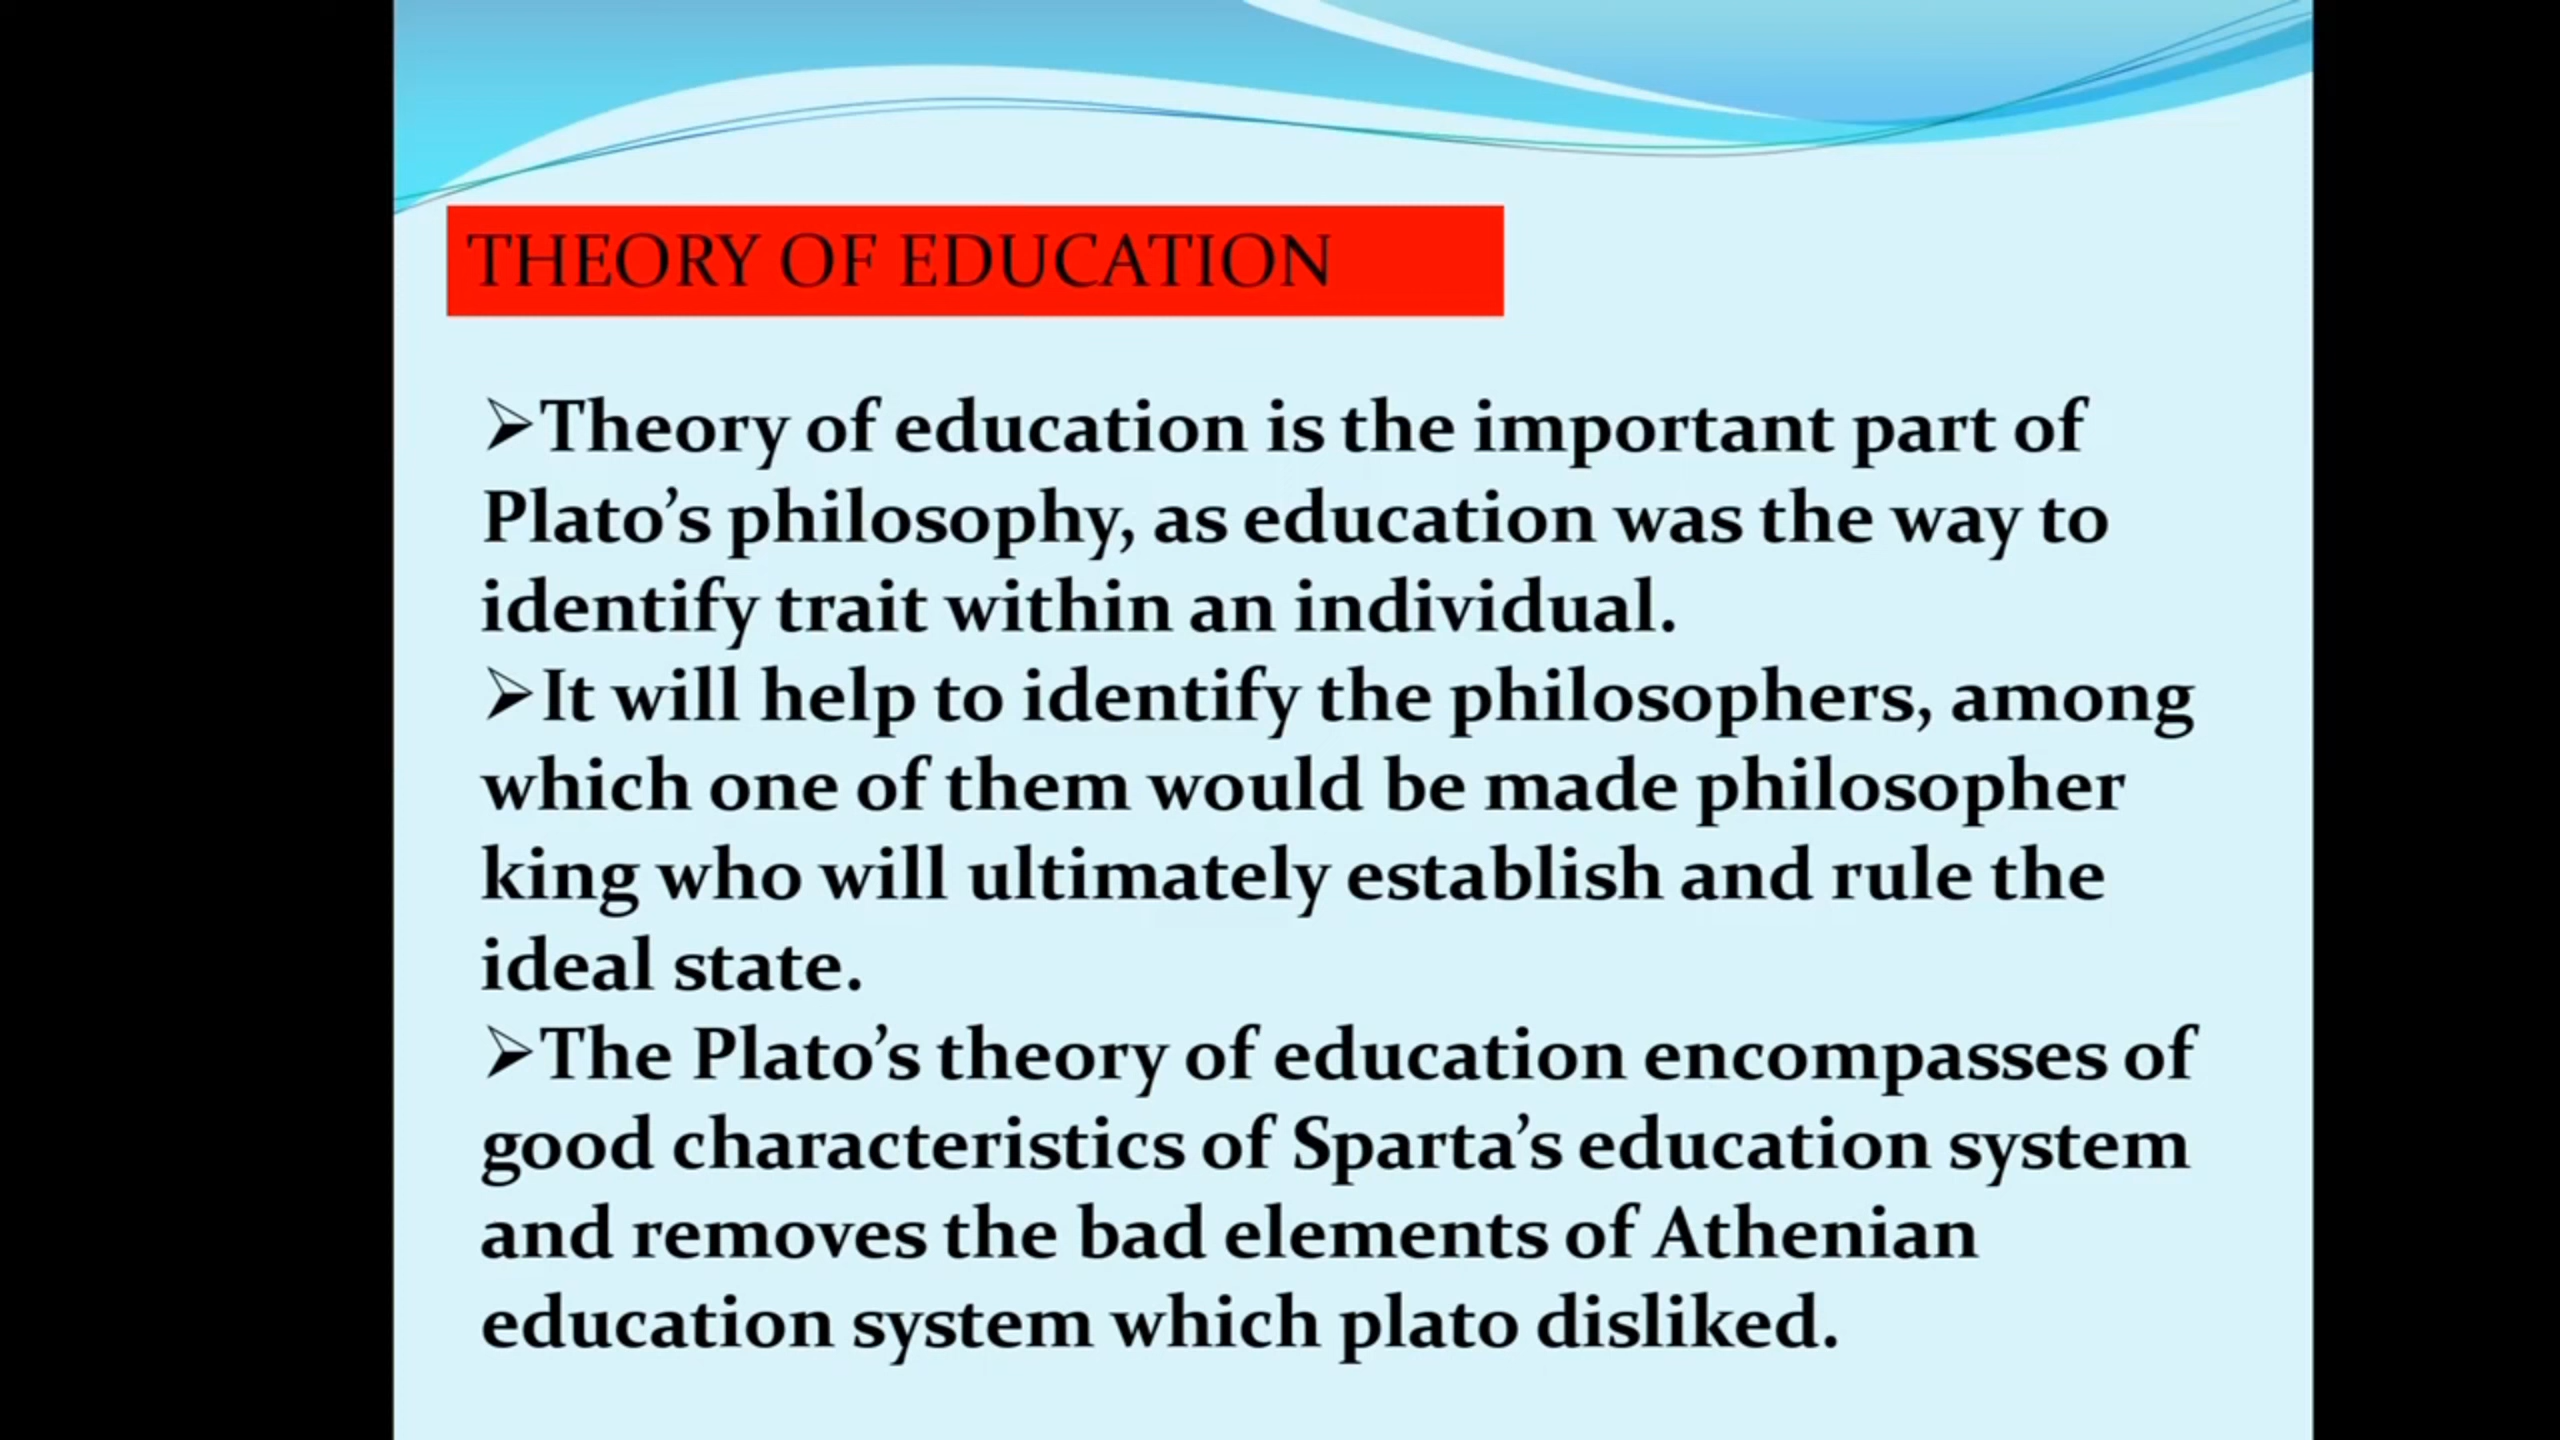 THEORY OF EDUCATION
➢Theory of education is the important part of
Plato’s philosophy, as education was the way to
identify trait within an individual.
➢It will help to identify the philosophers, among
which one of them would be made philosopher
king who will ultimately establish and rule the
ideal state.
➢The Plato’s theory of education encompasses of
good characteristics of Sparta’s education system
and removes the bad elements of Athenian
education system which plato disliked.